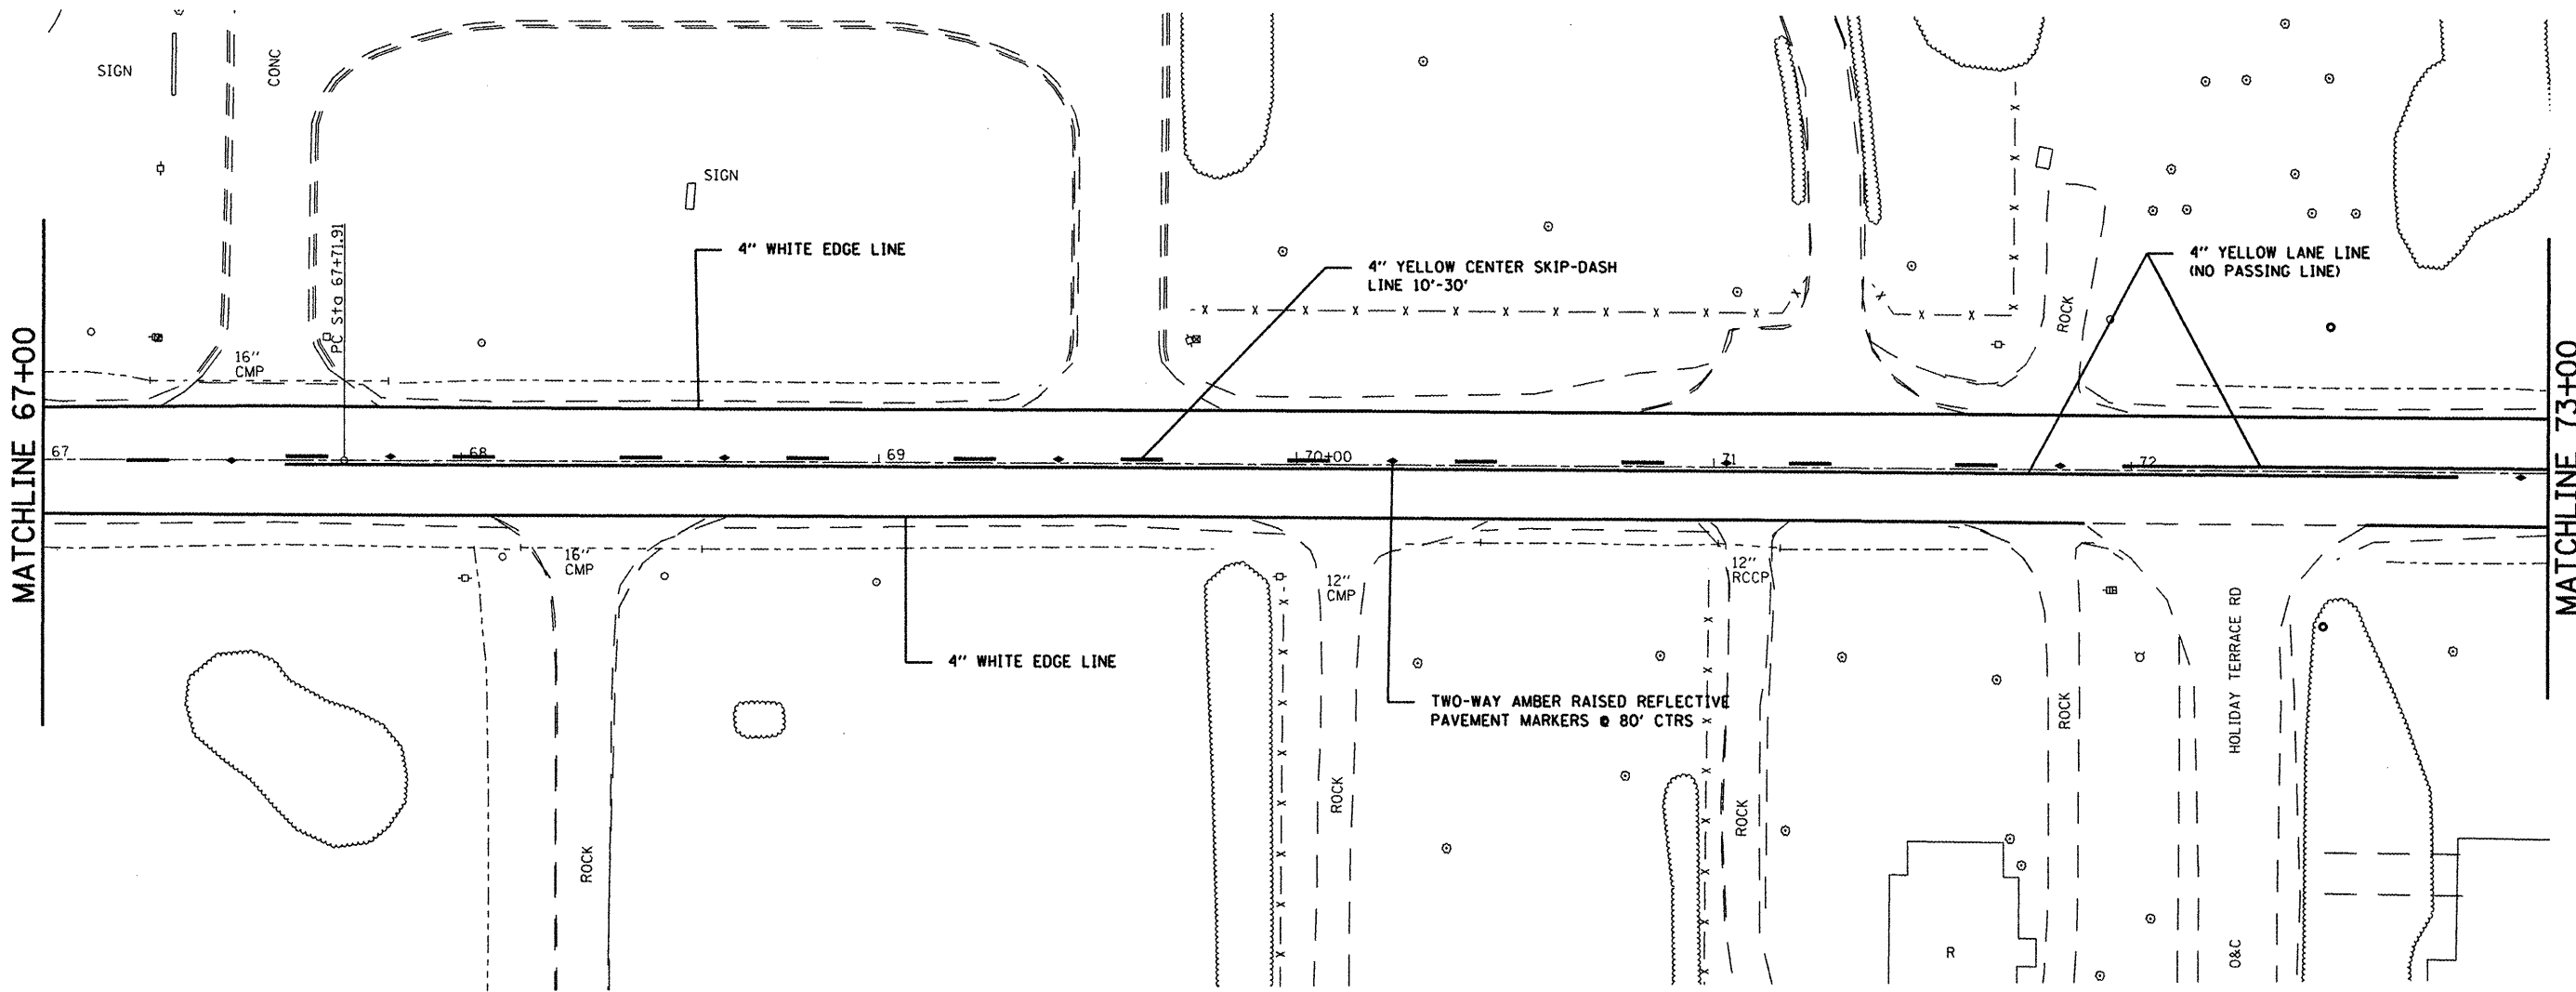 SIGN
CONC
SIGN
PC Sta 67+71.91
4" WHITE EDGE LINE
4" YELLOW CENTER SKIP-DASH
LINE 10'-30'
4" YELLOW LANE LINE
(NO PASSING LINE)
ROCK
16"
CMP
MATCHLINE 67+00
MATCHLINE 73+00
67
68
69
70+00
71
72
16"
CMP
12"
CMP
12"
RCCP
4" WHITE EDGE LINE
TWO-WAY AMBER RAISED REFLECTIVE
PAVEMENT MARKERS @ 80' CTRS
HOLIDAY TERRACE RD
ROCK
ROCK
ROCK
ROCK
R
O&C